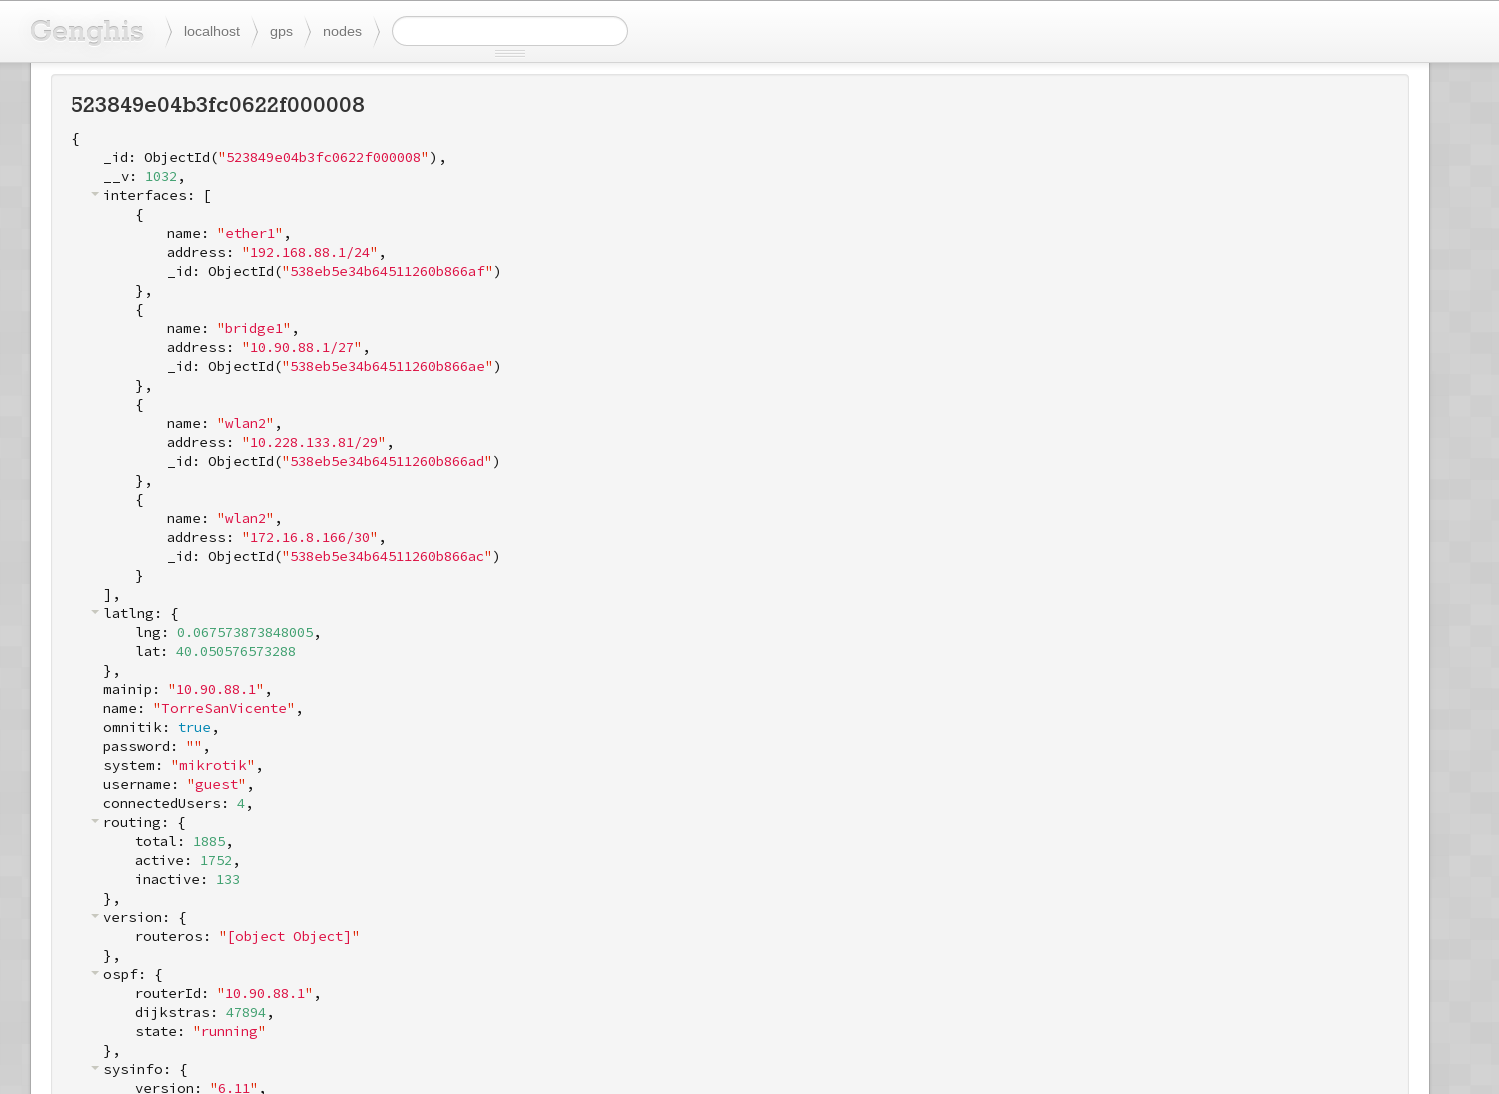 Genghis localhost gps nodes
523849e04b3fc0622f000008
{
_id: ObjectId("523849e04b3fc0622f000008"),
__v: 1032,
interfaces: [
{
name: "ether1",
address: "192.168.88.1/24",
_id: ObjectId("538eb5e34b64511260b866af")
},
{
name: "bridge1",
address: "10.90.88.1/27",
_id: ObjectId("538eb5e34b64511260b866ae")
},
{
name: "wlan2",
address: "10.228.133.81/29",
_id: ObjectId("538eb5e34b64511260b866ad")
},
{
name: "wlan2",
address: "172.16.8.166/30",
_id: ObjectId("538eb5e34b64511260b866ac")
}
],
latlng: {
lng: 0.067573873848005,
lat: 40.050576573288
},
mainip: "10.90.88.1",
name: "TorreSanVicente",
omnitik: true,
password: "",
system: "mikrotik",
username: "guest",
connectedUsers: 4,
routing: {
total: 1885,
active: 1752,
inactive: 133
},
version: {
routeros: "[object Object]"
},
ospf: {
routerId: "10.90.88.1",
dijkstras: 47894,
state: "running"
},
sysinfo: {
version: "6.11",